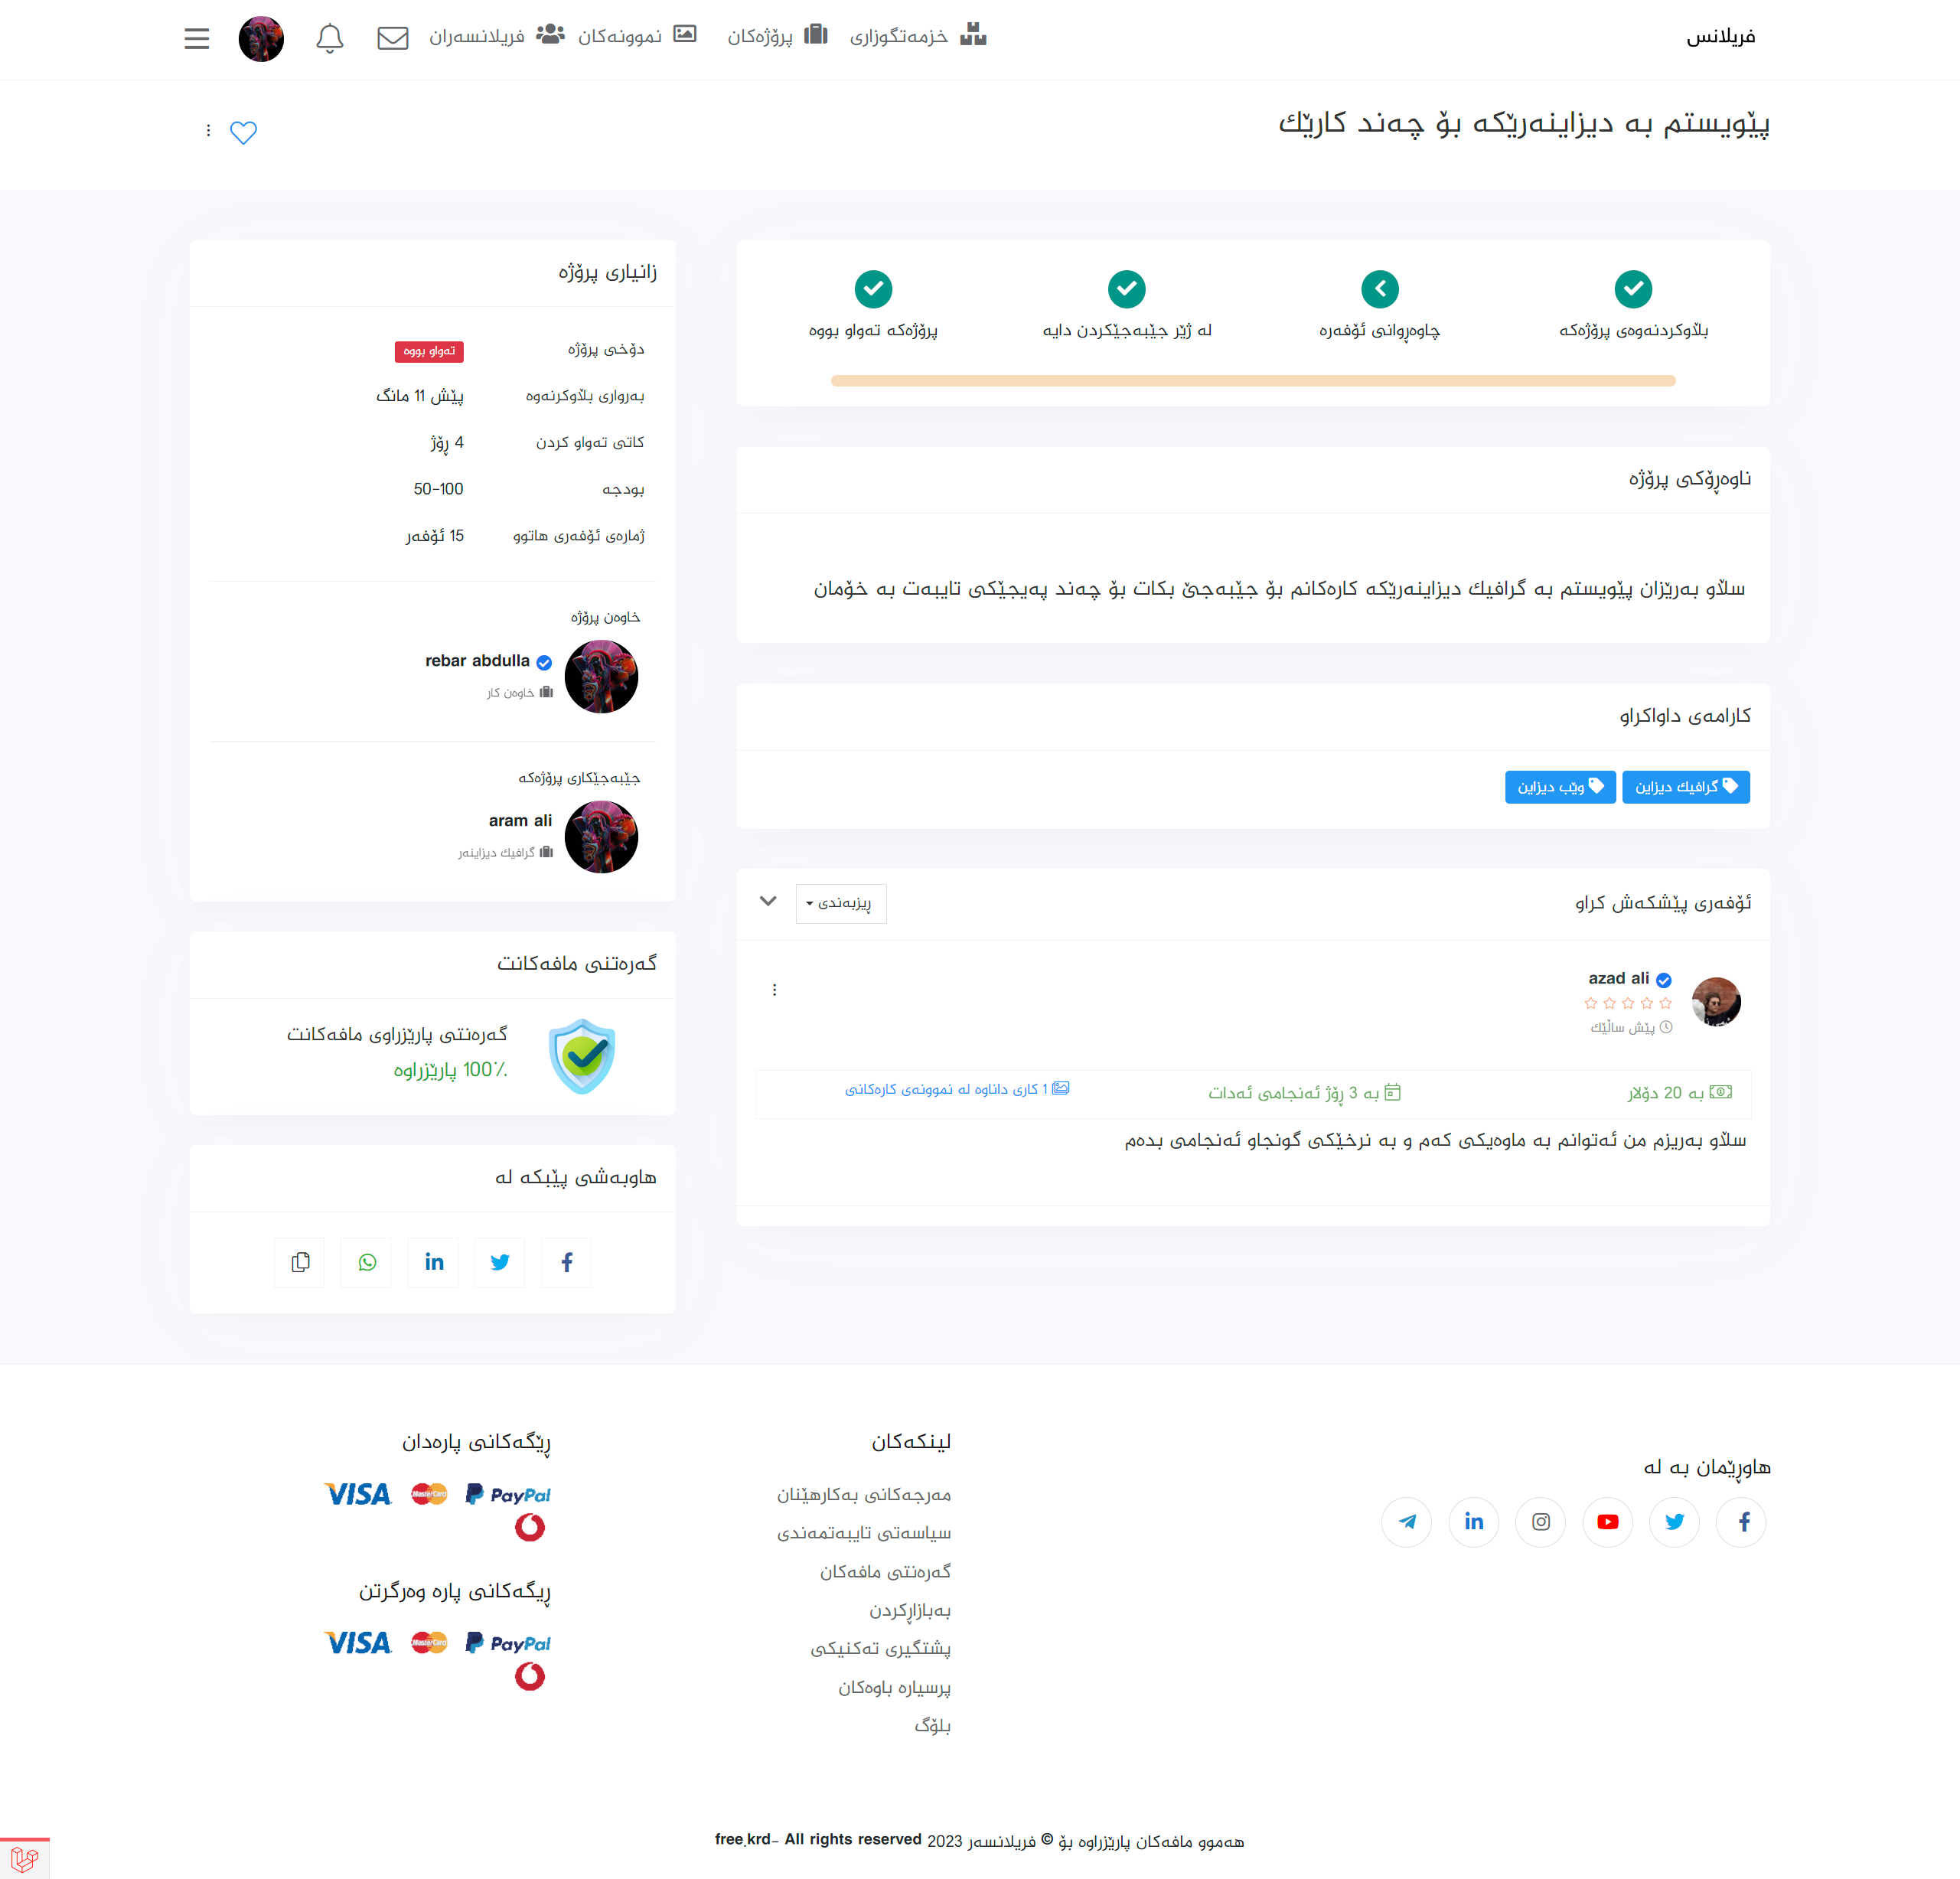 فریلانس
خزمەتگوزاری
پرۆژەکان
نموونەکان
فریلانسەران
پێویستم بە دیزاینەرێکە بۆ چەند کارێك
بڵاوکردنەوەی پرۆژەکە
چاوەڕوانی ئۆفەرە
لە ژێر جێبەجێکردن دایە
پرۆژەکە تەواو بووە
ناوەڕۆکی پرۆژە
سڵاو بەرێزان پێویستم بە گرافیك دیزاینەرێکە کارەکانم بۆ جێبەجێ بکات بۆ چەند پەیجێکی تایبەت بە خۆمان
کارامەی داواکراو
گرافیك دیزاین
وێب دیزاین
ئۆفەری پێشکەش کراو
ڕیزبەندی
azad ali
پێش ساڵێك
بە 20 دۆلار
بە 3 ڕۆژ ئەنجامی ئەدات
1 کاری داناوە لە نموونەی کارەکانی
سڵاو بەریزم من ئەتوانم بە ماوەیکی کەم و بە نرخێکی گونجاو ئەنجامی بدەم
زانیاری پرۆژە
دۆخی پرۆژە
تەواو بووە
بەرواری بڵاوکرنەوە
پێش 11 مانگ
کاتی تەواو کردن
4 ڕۆژ
بودجە
50-100
ژمارەی ئۆفەری هاتوو
15 ئۆفەر
خاوەن پرۆژە
rebar abdulla
خاوەن کار
جێبەجێکاری پرۆژەکە
aram ali
گرافیك دیزاینەر
گەرەتنی مافەکانت
گەرەنتی پارێزراوی مافەکانت
100٪ پارێزراوە
هاوبەشی پێبکە لە
هاورێمان بە لە
لینکەکان
مەرجەکانی بەکارهێنان
سیاسەتی تایبەتمەندی
گەرەنتی مافەکان
بەبازاڕکردن
پشتگیری تەکنیکی
پرسیارە باوەکان
بلۆگ
ڕێگەکانی پارەدان
PayPal
MasterCard
VISA
ڕیگەکانی پارە وەرگرتن
PayPal
MasterCard
VISA
هەموو مافەکان پارێزراوە بۆ © فریلانسەر 2023 free.krd- All rights reserved